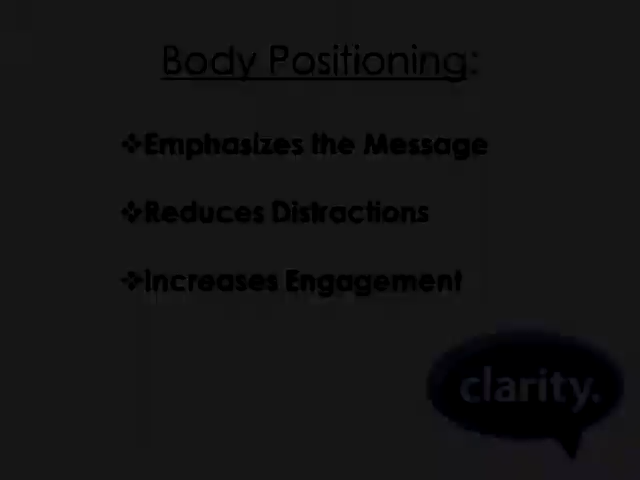 Body Positioning:
❖Emphasizes the Message
❖Reduces Distractions
❖Increases Engagement
clarity.